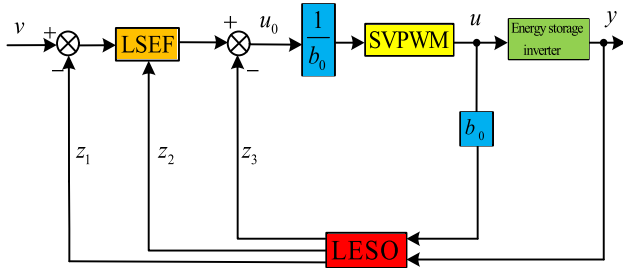 v
+
−
LSEF
+
−
u₀
1
b₀
SVPWM
u
Energy storage
inverter
y
b₀
z₁
z₂
z₃
LESO